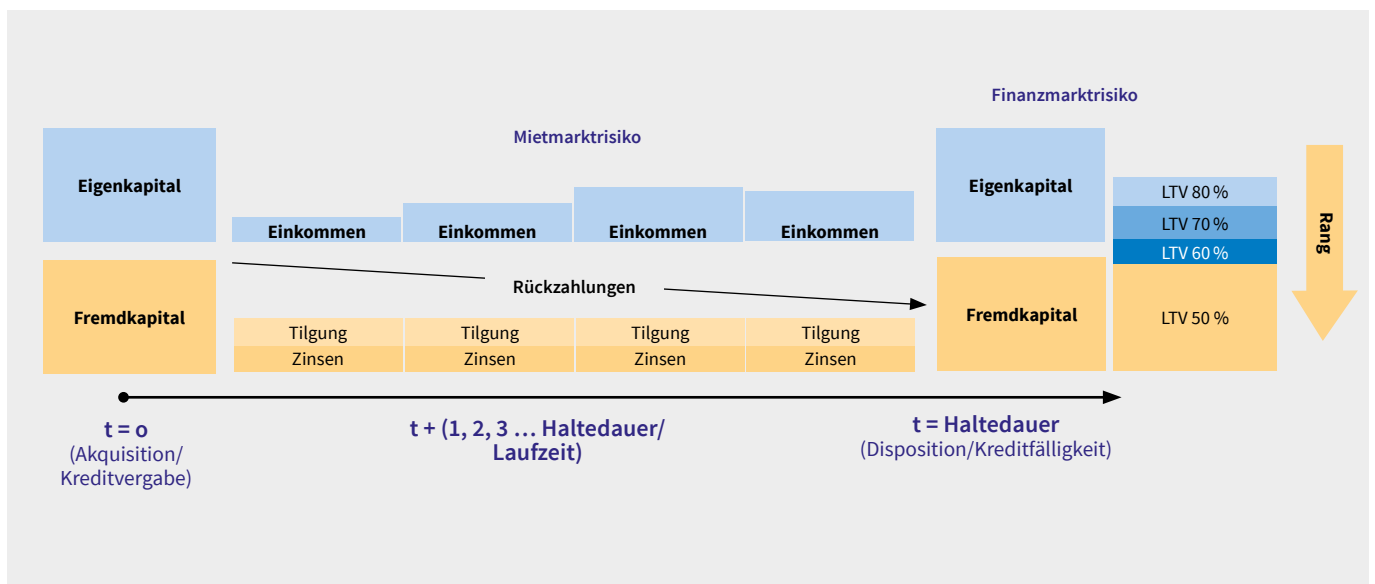 Finanzmarktrisiko
Mietmarktrisiko
Eigenkapital
Einkommen
Einkommen
Einkommen
Einkommen
Eigenkapital
LTV 80 %
LTV 70 %
LTV 60 %
Rang
Rückzahlungen
Fremdkapital
Tilgung
Tilgung
Tilgung
Tilgung
Zinsen
Zinsen
Zinsen
Zinsen
Fremdkapital
LTV 50 %
t = o
(Akquisition/
Kreditvergabe)
t + (1, 2, 3 … Haltedauer/
Laufzeit)
t = Haltedauer
(Disposition/Kreditfälligkeit)